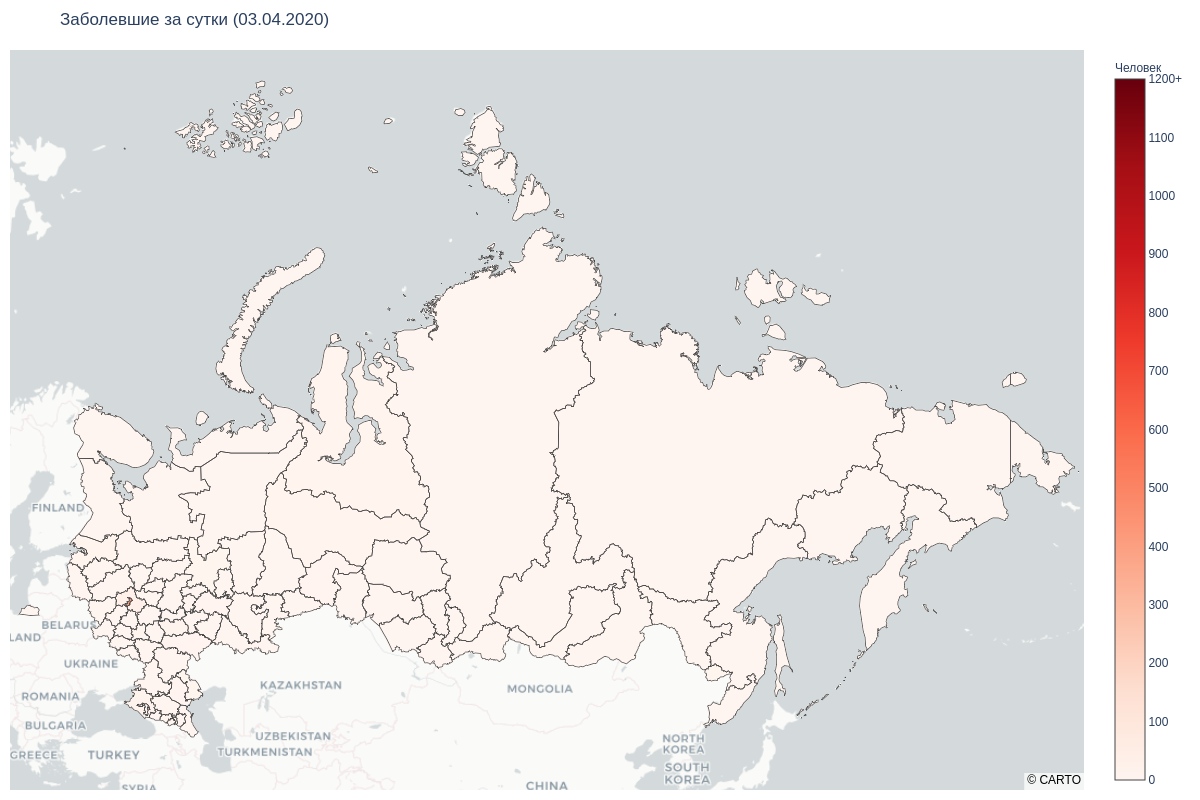 Заболевшие за сутки (03.04.2020)
Человек
1200+
1100
1000
900
800
700
600
500
400
300
200
100
0
FINLAND
BELARUS
LAND
UKRAINE
KAZAKHSTAN
MONGOLIA
ROMANIA
BULGARIA
UZBEKISTAN
NORTH
KOREA
GREECE
TURKEY
TURKMENISTAN
SOUTH
KOREA
SYRIA
CHINA
© CARTO